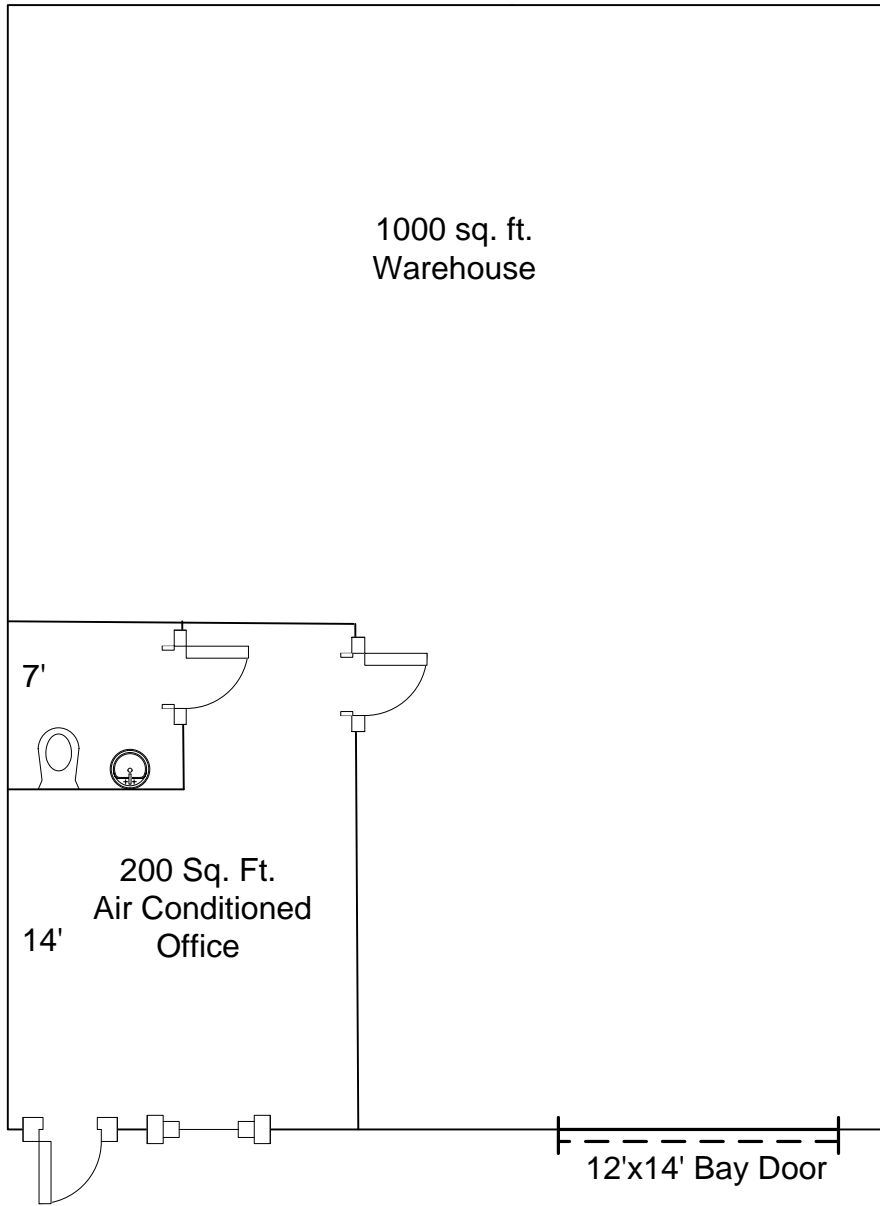 1000 sq. ft.
Warehouse
7'
200 Sq. Ft.
Air Conditioned
Office
14'
12'x14' Bay Door